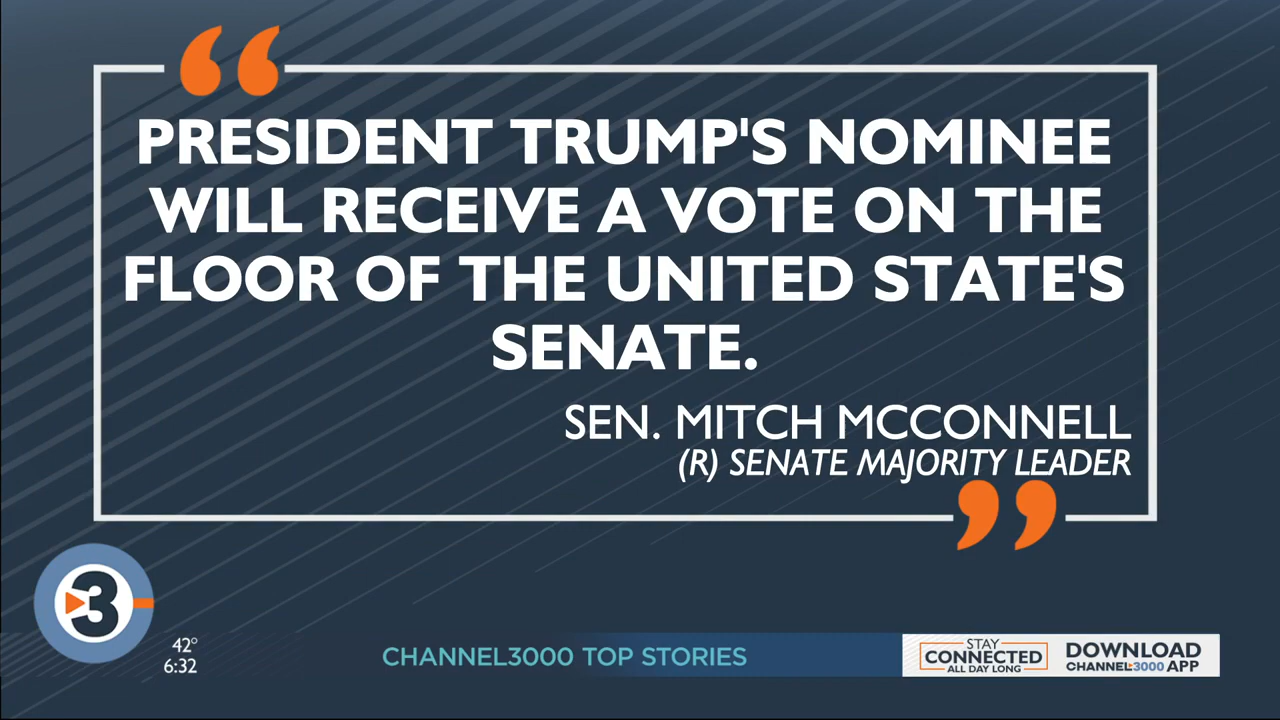 “
PRESIDENT TRUMP'S NOMINEE
WILL RECEIVE A VOTE ON THE
FLOOR OF THE UNITED STATE'S
SENATE.
SEN. MITCH MCCONNELL
(R) SENATE MAJORITY LEADER
”
3
42°
6:32
CHANNEL3000 TOP STORIES
STAY
CONNECTED
ALL DAY LONG
DOWNLOAD
CHANNEL3000 APP